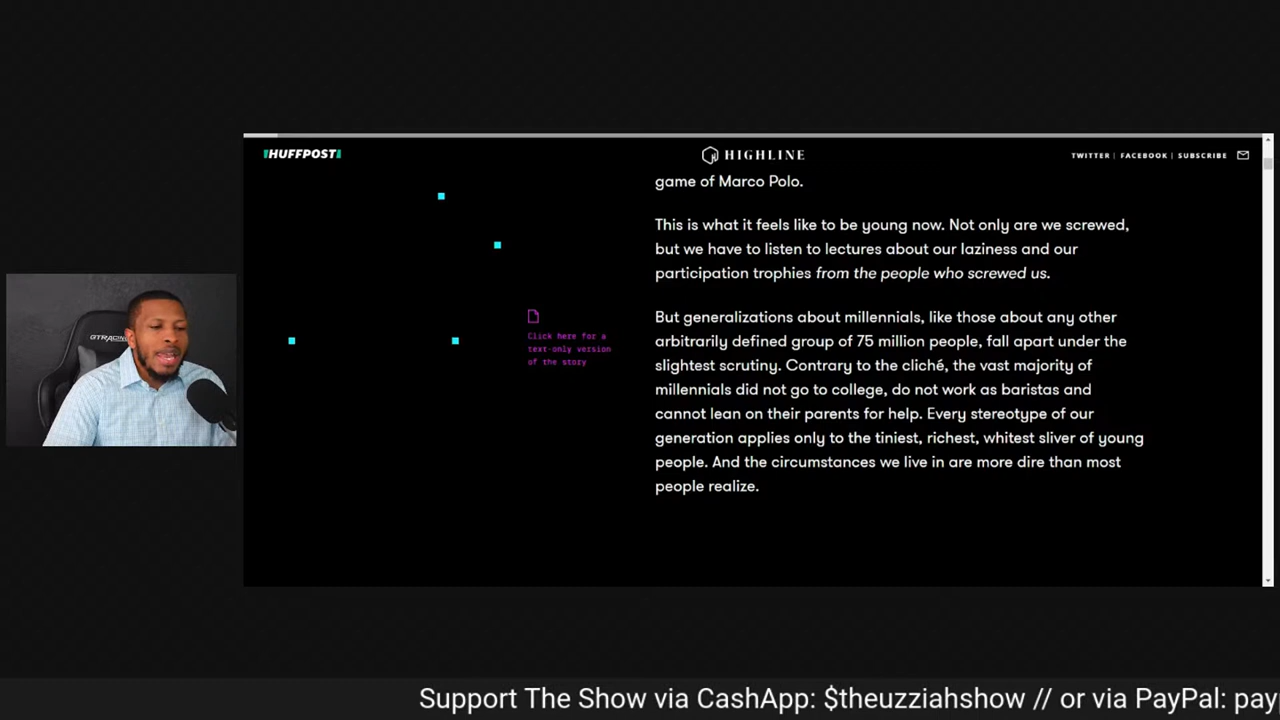 HUFFPOST
HIGHLINE
TWITTER | FACEBOOK | SUBSCRIBE
game of Marco Polo.
This is what it feels like to be young now. Not only are we screwed,
but we have to listen to lectures about our laziness and our
participation trophies from the people who screwed us.
Click here for a
text-only version
of the story
But generalizations about millennials, like those about any other
arbitrarily defined group of 75 million people, fall apart under the
slightest scrutiny. Contrary to the cliché, the vast majority of
millennials did not go to college, do not work as baristas and
cannot lean on their parents for help. Every stereotype of our
generation applies only to the tiniest, richest, whitest sliver of young
people. And the circumstances we live in are more dire than most
people realize.
GTRACING
Support The Show via CashApp: $theuzziahshow // or via PayPal: pay